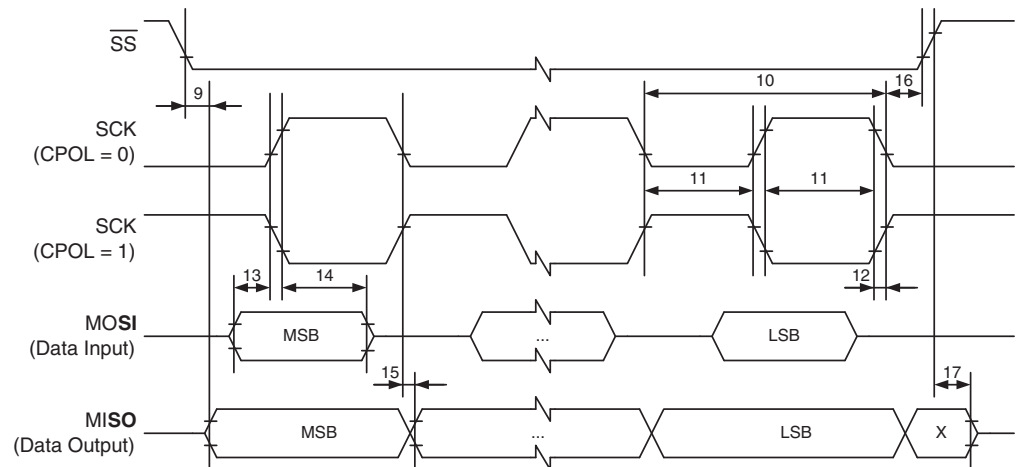 SS
9
10
16
SCK
(CPOL = 0)
11
11
SCK
(CPOL = 1)
13
14
12
MOSI
(Data Input)
MSB
...
LSB
15
17
MISO
(Data Output)
MSB
...
LSB
X